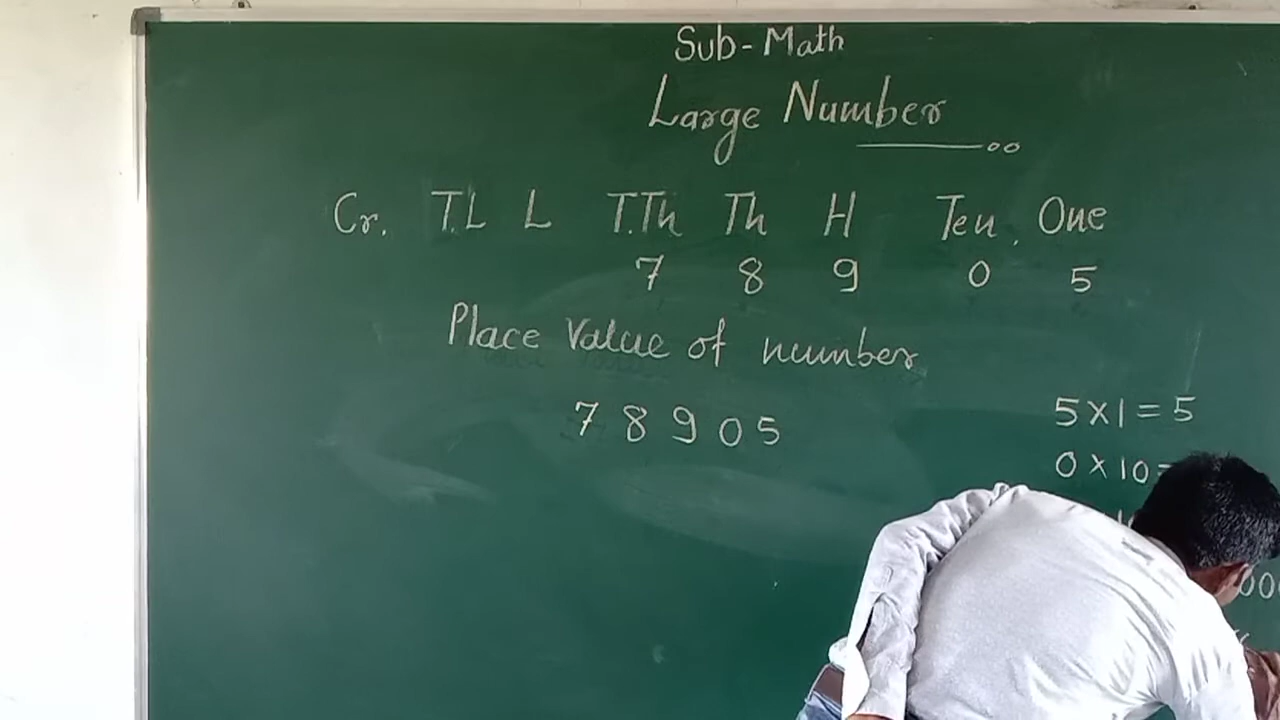 Sub-Math
Large Number
Cr. T.L L T.Th Th H Ten, One
7 8 9 0 5
Place Value of number
7 8 9 0 5
5 x 1 = 5
0 x 10 =